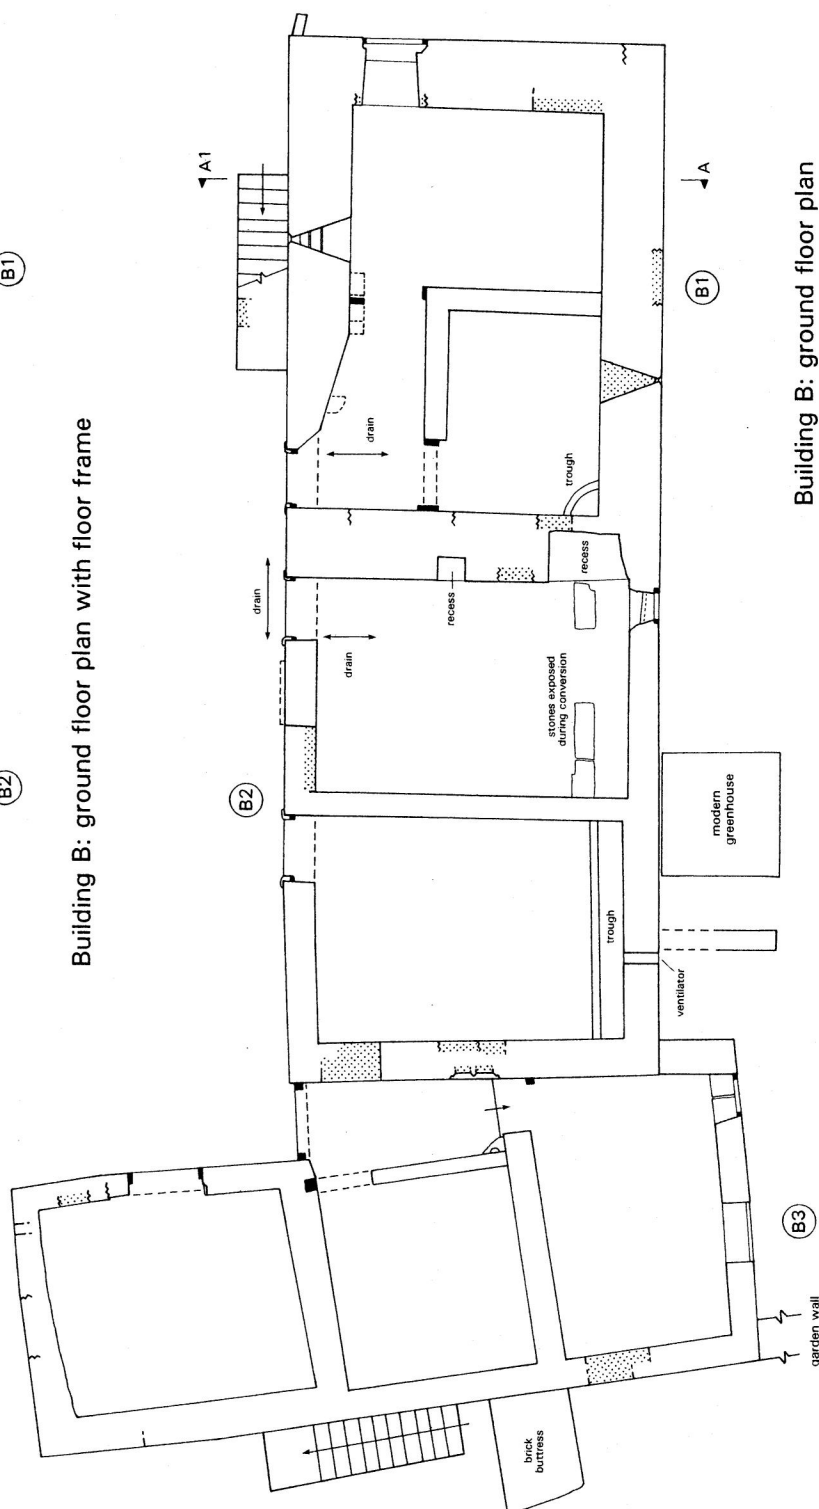 B1
B2
Building B: ground floor plan with floor frame
A1
A
B1
drain
trough
drain
recess
recess
drain
stones exposed
during conversion
B2
modern
greenhouse
trough
ventilator
B3
garden wall
brick
buttress
Building B: ground floor plan